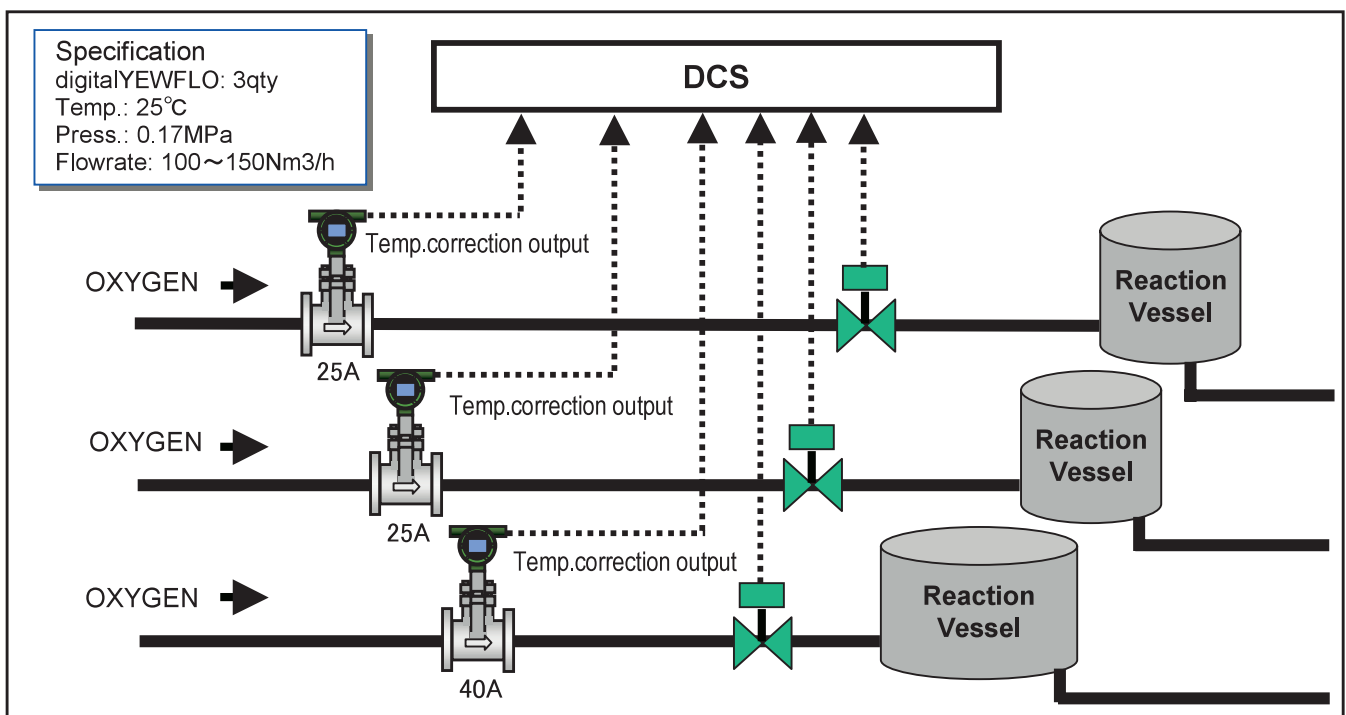 Specification
digitalYEWFLO: 3qty
Temp.: 25℃
Press.: 0.17MPa
Flowrate: 100～150Nm3/h
DCS
Temp.correction output
OXYGEN
25A
Reaction
Vessel
Temp.correction output
OXYGEN
25A
Reaction
Vessel
Temp.correction output
OXYGEN
40A
Reaction
Vessel